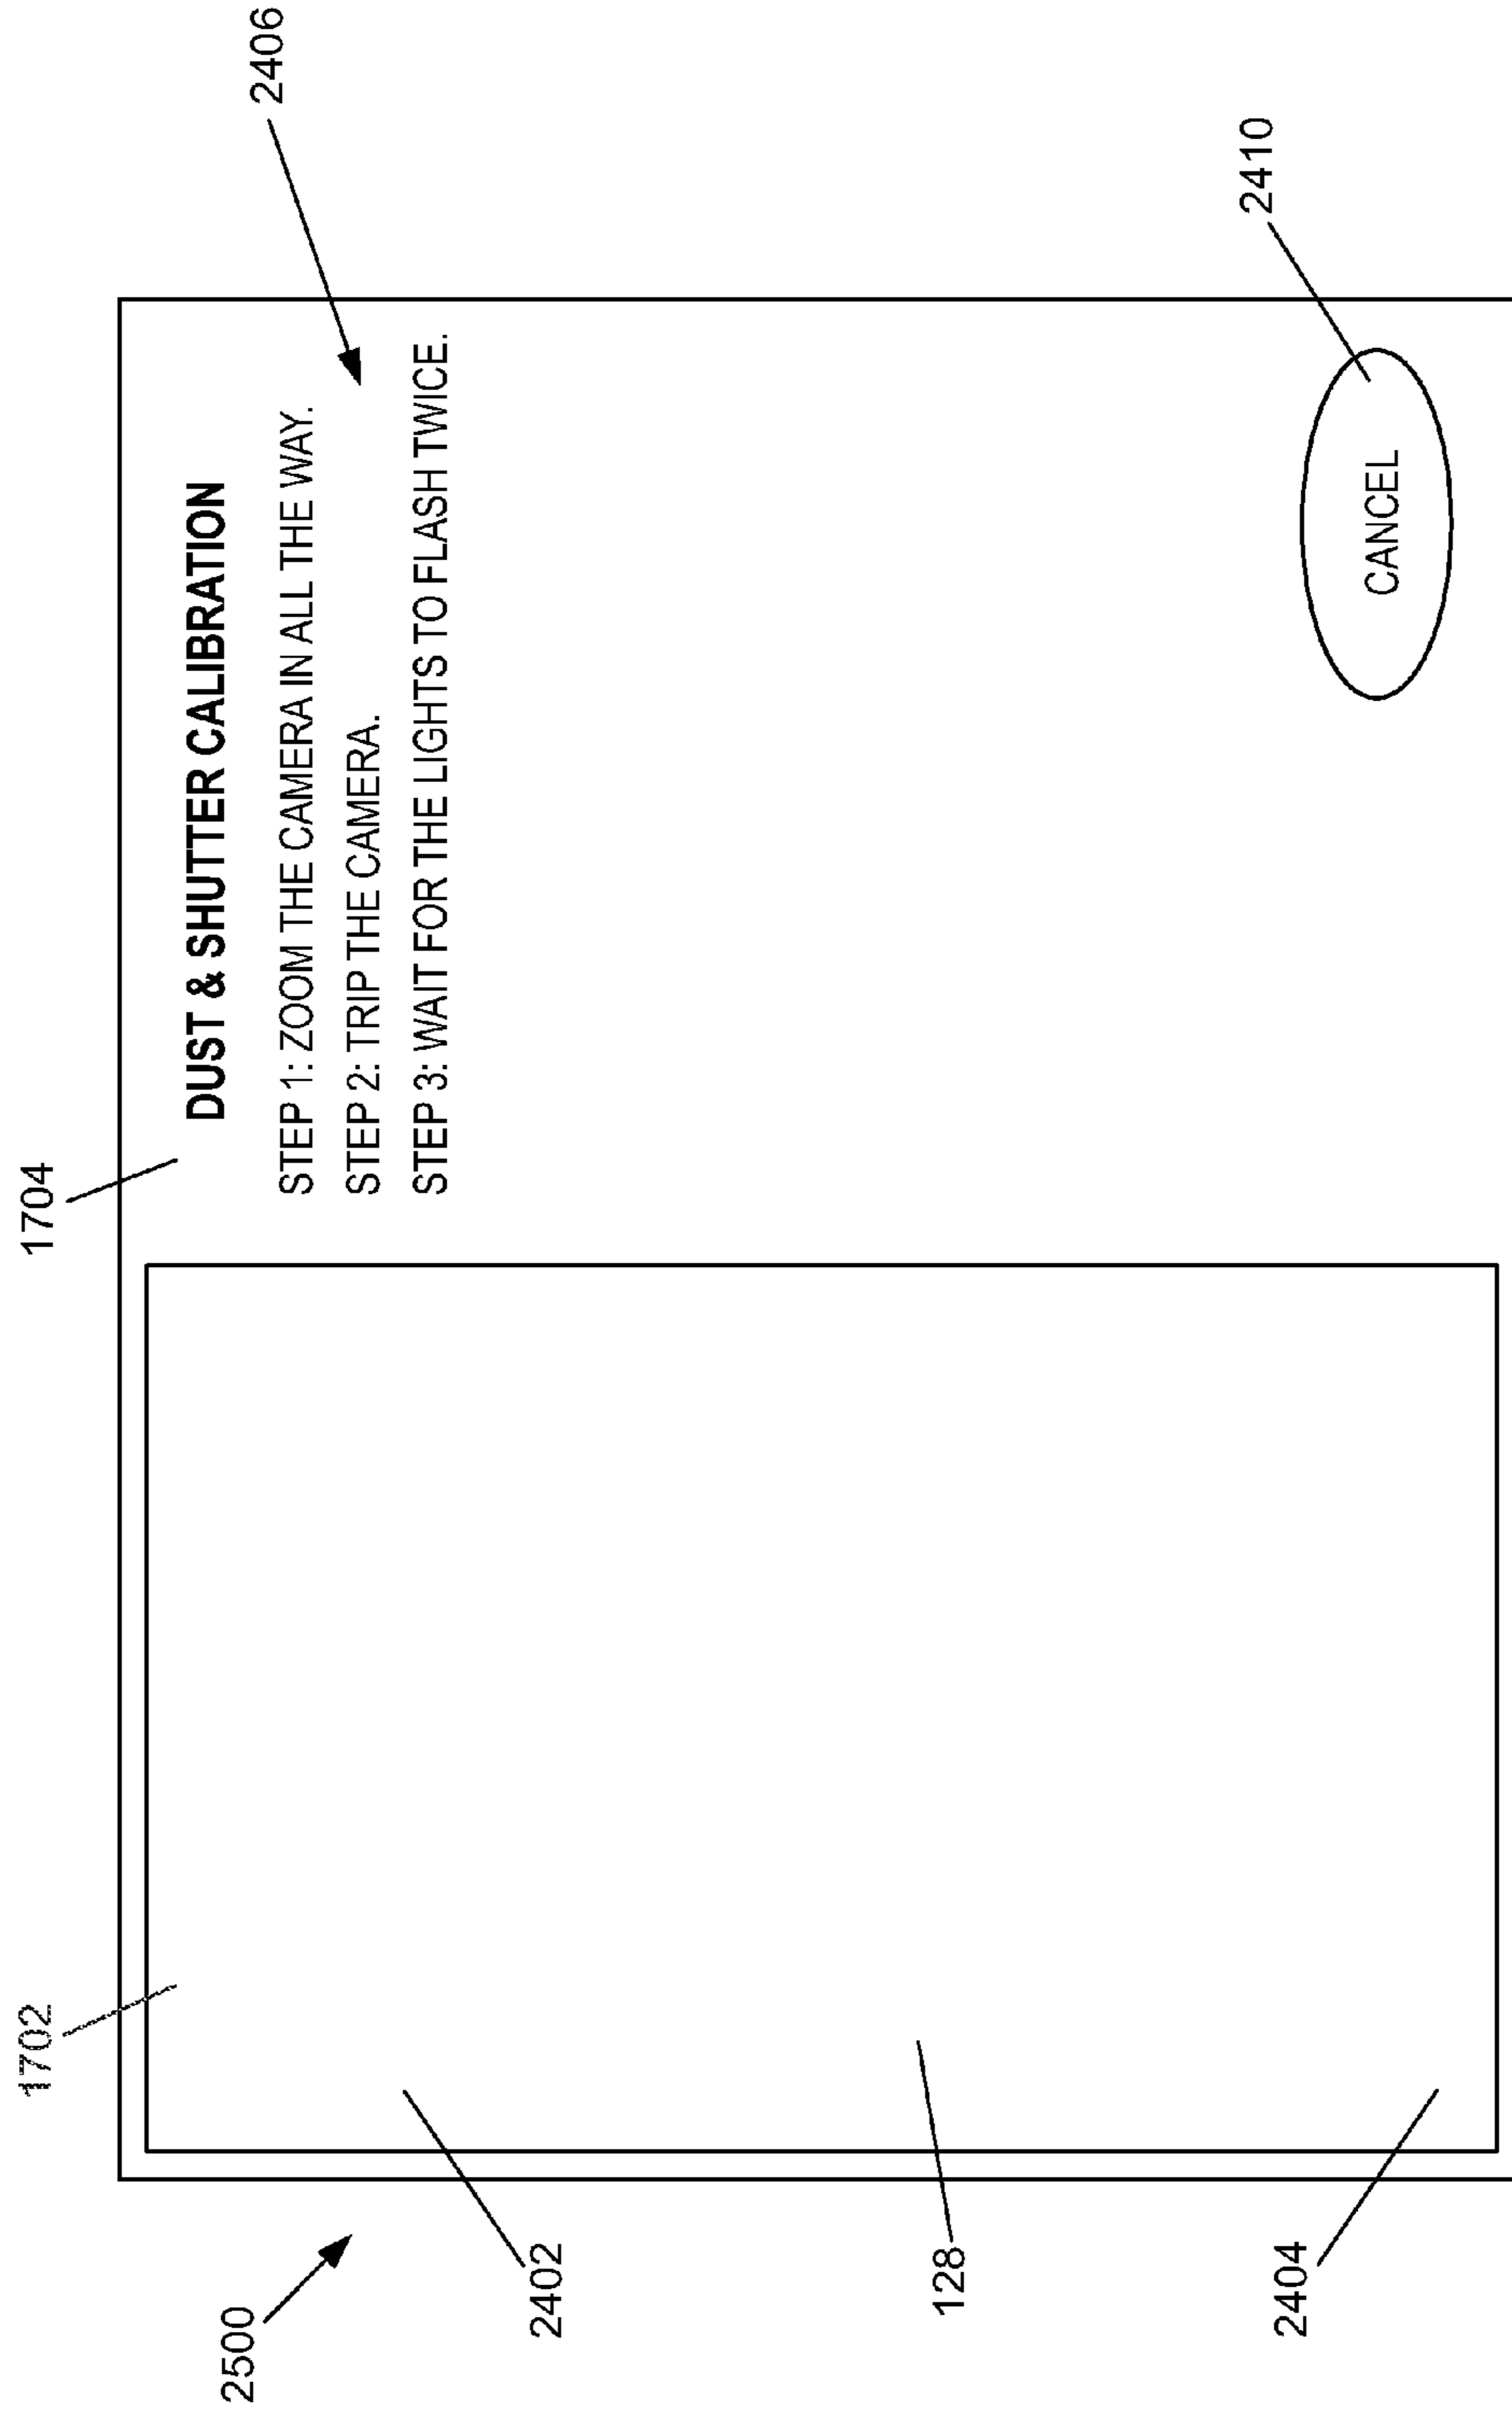 1702
1704
2500
DUST & SHUTTER CALIBRATION
2406
STEP 1: ZOOM THE CAMERA IN ALL THE WAY.
STEP 2: TRIP THE CAMERA.
STEP 3: WAIT FOR THE LIGHTS TO FLASH TWICE.
2402
128
2404
CANCEL
2410